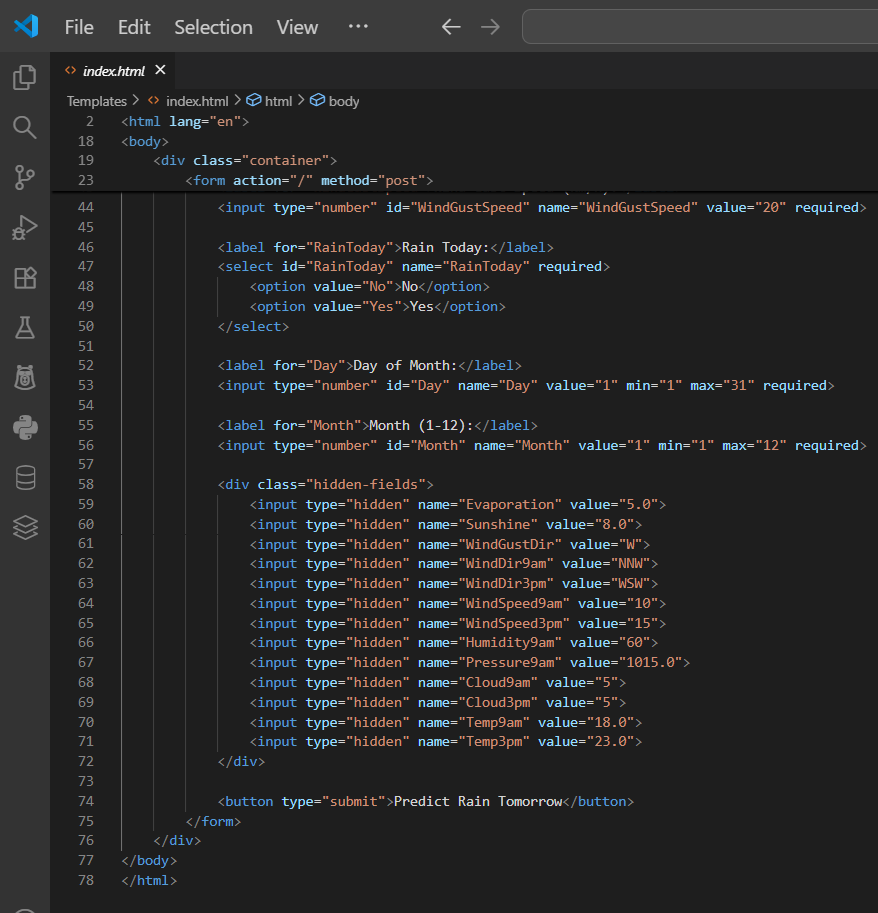 File Edit Selection View ···
<> index.html ×
Templates > <> index.html > html > body
2 <html lang="en">
18 <body>
19 <div class="container">
23 <form action="/" method="post">
44 <input type="number" id="WindGustSpeed" name="WindGustSpeed" value="20" required>
45
46 <label for="RainToday">Rain Today:</label>
47 <select id="RainToday" name="RainToday" required>
48 <option value="No">No</option>
49 <option value="Yes">Yes</option>
50 </select>
51
52 <label for="Day">Day of Month:</label>
53 <input type="number" id="Day" name="Day" value="1" min="1" max="31" required>
54
55 <label for="Month">Month (1-12):</label>
56 <input type="number" id="Month" name="Month" value="1" min="1" max="12" required>
57
58 <div class="hidden-fields">
59 <input type="hidden" name="Evaporation" value="5.0">
60 <input type="hidden" name="Sunshine" value="8.0">
61 <input type="hidden" name="WindGustDir" value="W">
62 <input type="hidden" name="WindDir9am" value="NNW">
63 <input type="hidden" name="WindDir3pm" value="WSW">
64 <input type="hidden" name="WindSpeed9am" value="10">
65 <input type="hidden" name="WindSpeed3pm" value="15">
66 <input type="hidden" name="Humidity9am" value="60">
67 <input type="hidden" name="Pressure9am" value="1015.0">
68 <input type="hidden" name="Cloud9am" value="5">
69 <input type="hidden" name="Cloud3pm" value="5">
70 <input type="hidden" name="Temp9am" value="18.0">
71 <input type="hidden" name="Temp3pm" value="23.0">
72 </div>
73
74 <button type="submit">Predict Rain Tomorrow</button>
75 </form>
76 </div>
77 </body>
78 </html>